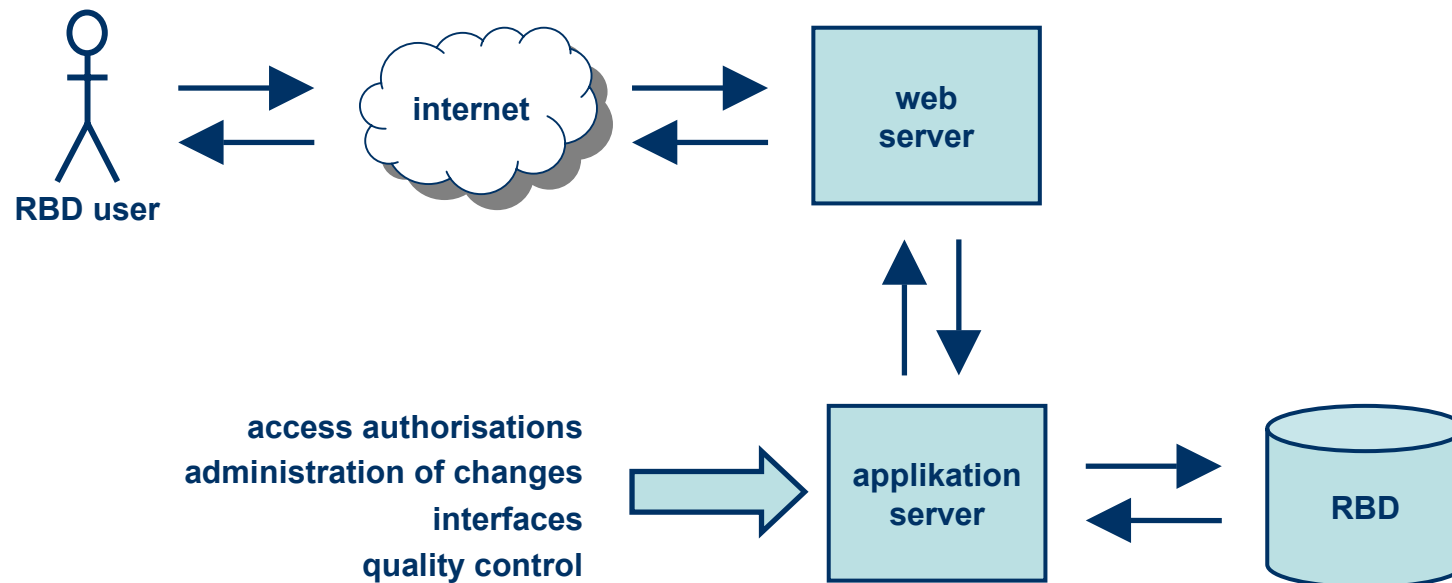 internet
web
server
RBD user
access authorisations
administration of changes
interfaces
quality control
applikation
server
RBD